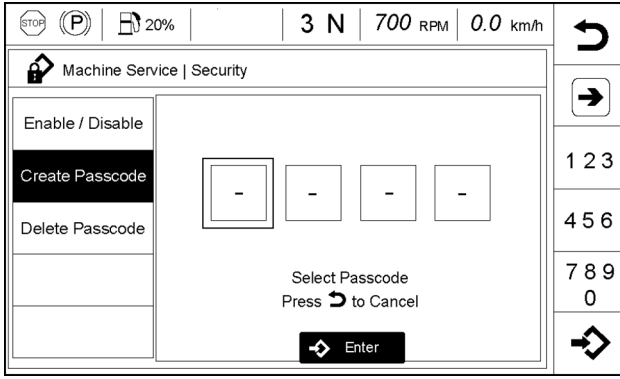 STOP (P) 20% 3 N 700 RPM 0.0 km/h
Machine Service | Security
Enable / Disable
Create Passcode
Delete Passcode
- - - -
Select Passcode
Press to Cancel
Enter
1 2 3
4 5 6
7 8 9
0